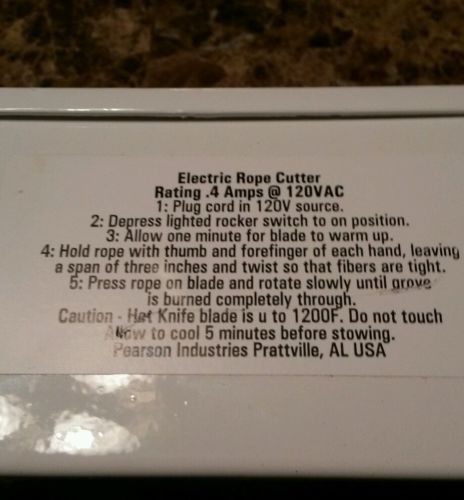 Electric Rope Cutter
Rating .4 Amps @ 120VAC
1: Plug cord in 120V source.
2: Depress lighted rocker switch to on position.
3: Allow one minute for blade to warm up.
4: Hold rope with thumb and forefinger of each hand, leaving
a span of three inches and twist so that fibers are tight.
5: Press rope on blade and rotate slowly until grove
is burned completely through.
Caution - Hot Knife blade is u to 1200F. Do not touch
Allow to cool 5 minutes before stowing.
Pearson Industries Prattville, AL USA